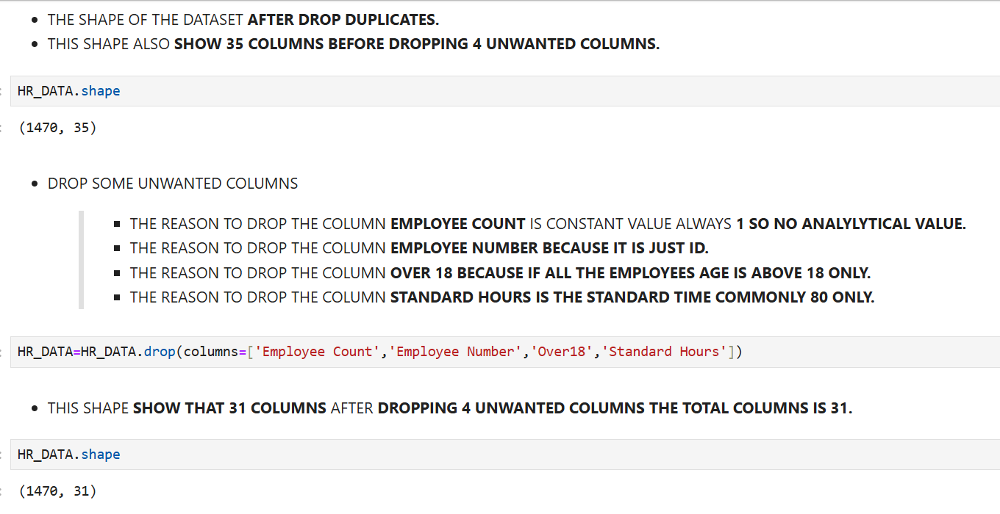 THE SHAPE OF THE DATASET AFTER DROP DUPLICATES.
THIS SHAPE ALSO SHOW 35 COLUMNS BEFORE DROPPING 4 UNWANTED COLUMNS.
HR_DATA.shape
(1470, 35)
DROP SOME UNWANTED COLUMNS
THE REASON TO DROP THE COLUMN EMPLOYEE COUNT IS CONSTANT VALUE ALWAYS 1 SO NO ANALYLYTICAL VALUE.
THE REASON TO DROP THE COLUMN EMPLOYEE NUMBER BECAUSE IT IS JUST ID.
THE REASON TO DROP THE COLUMN OVER 18 BECAUSE IF ALL THE EMPLOYEES AGE IS ABOVE 18 ONLY.
THE REASON TO DROP THE COLUMN STANDARD HOURS IS THE STANDARD TIME COMMONLY 80 ONLY.
HR_DATA=HR_DATA.drop(columns=['Employee Count','Employee Number','Over18','Standard Hours'])
THIS SHAPE SHOW THAT 31 COLUMNS AFTER DROPPING 4 UNWANTED COLUMNS THE TOTAL COLUMNS IS 31.
HR_DATA.shape
(1470, 31)